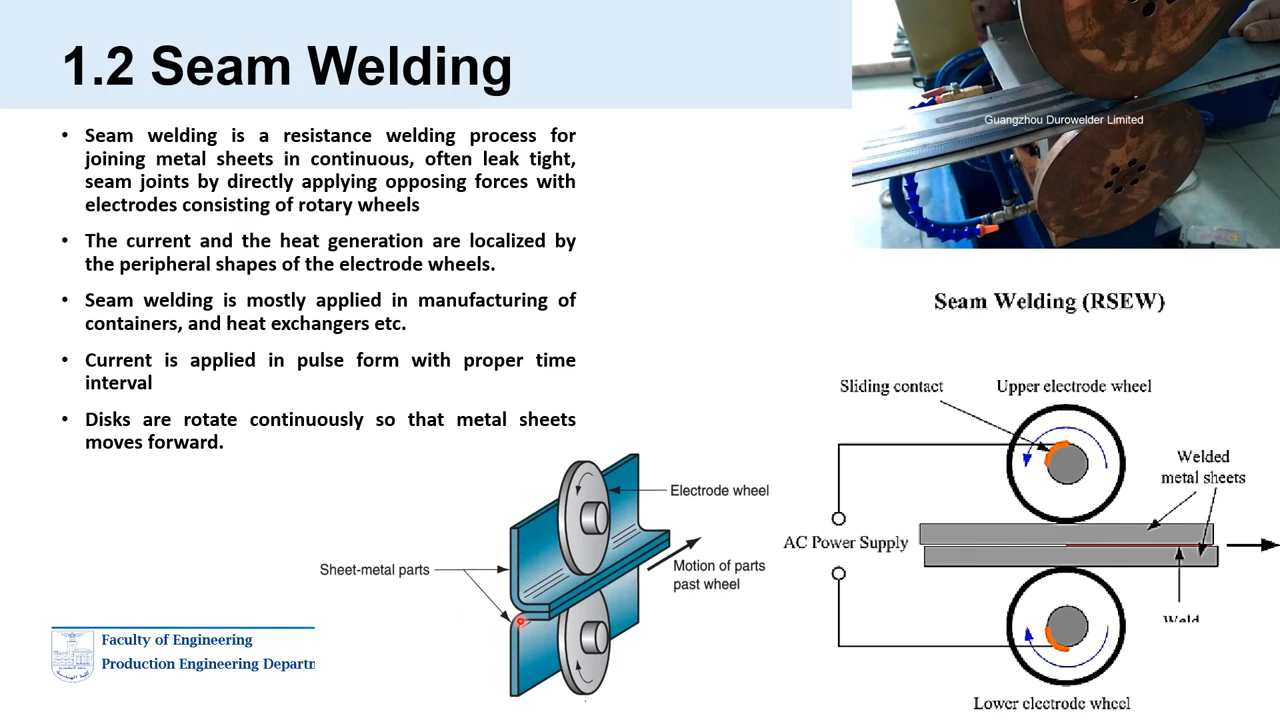 1.2 Seam Welding
• Seam welding is a resistance welding process for
joining metal sheets in continuous, often leak tight,
seam joints by directly applying opposing forces with
electrodes consisting of rotary wheels
• The current and the heat generation are localized by
the peripheral shapes of the electrode wheels.
• Seam welding is mostly applied in manufacturing of
containers, and heat exchangers etc.
• Current is applied in pulse form with proper time
interval
• Disks are rotate continuously so that metal sheets
moves forward.
Guangzhou Durowelder Limited
Seam Welding (RSEW)
Sliding contact
Upper electrode wheel
Welded
metal sheets
AC Power Supply
Weld
Lower electrode wheel
Electrode wheel
Sheet-metal parts
Motion of parts
past wheel
Faculty of Engineering
Production Engineering Departm